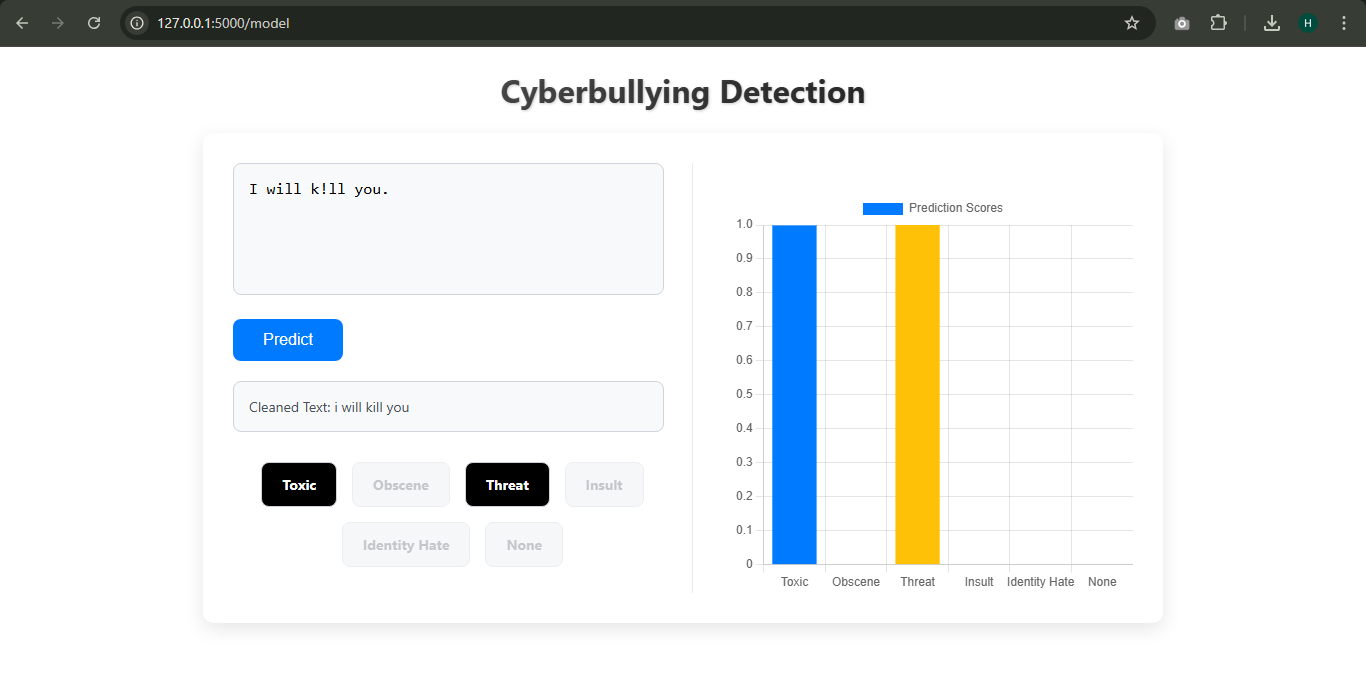 127.0.0.1:5000/model
H
Cyberbullying Detection
I will k!ll you.
Predict
Cleaned Text: i will kill you
Toxic
Obscene
Threat
Insult
Identity Hate
None
Prediction Scores
1.0
0.9
0.8
0.7
0.6
0.5
0.4
0.3
0.2
0.1
0
Toxic Obscene Threat Insult Identity Hate None